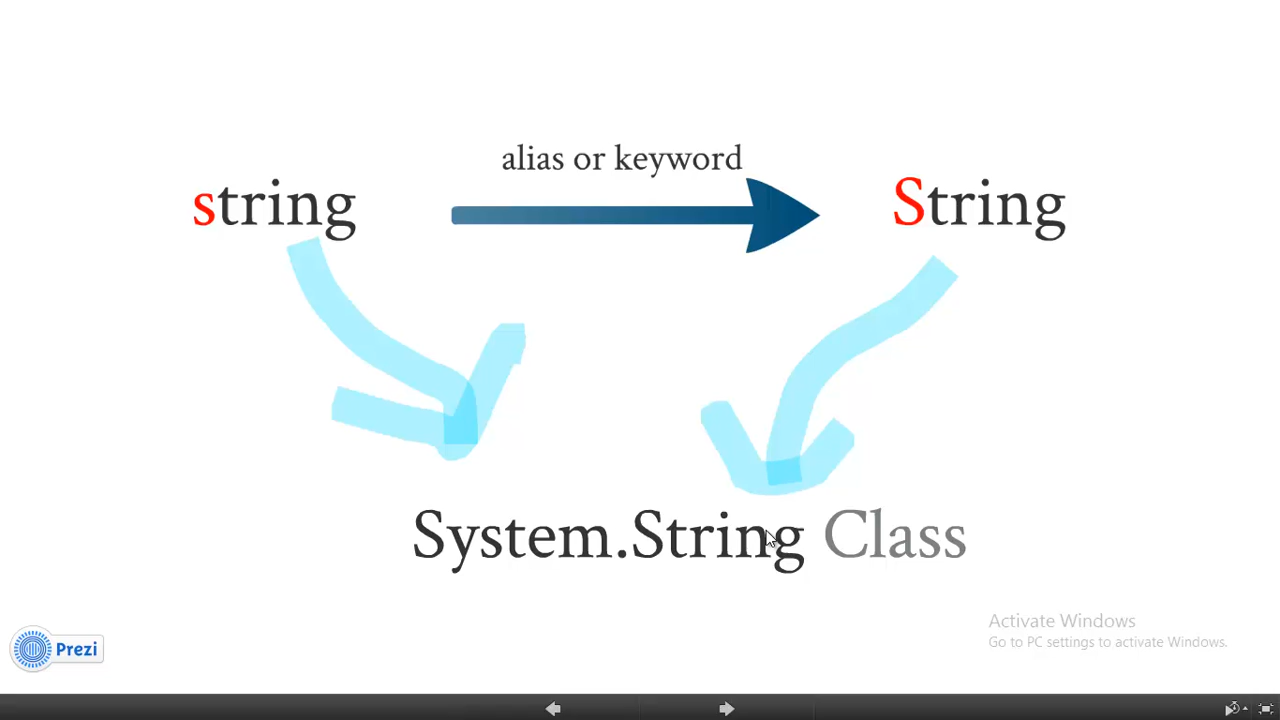 alias or keyword
string
String
System.String Class
Activate Windows
Go to PC settings to activate Windows.
Prezi